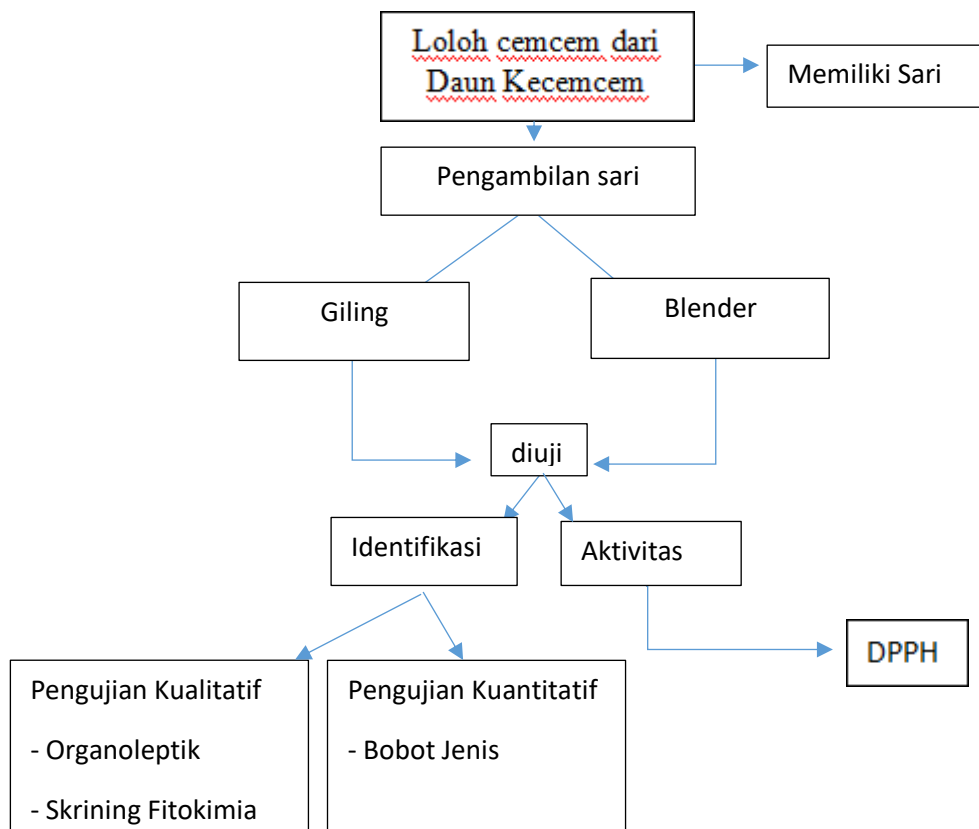 Loloh cemcem dari
Daun Kecemcem
Memiliki Sari
Pengambilan sari
Giling
Blender
diuji
Identifikasi
Aktivitas
DPPH
Pengujian Kualitatif
- Organoleptik
- Skrining Fitokimia
Pengujian Kuantitatif
- Bobot Jenis